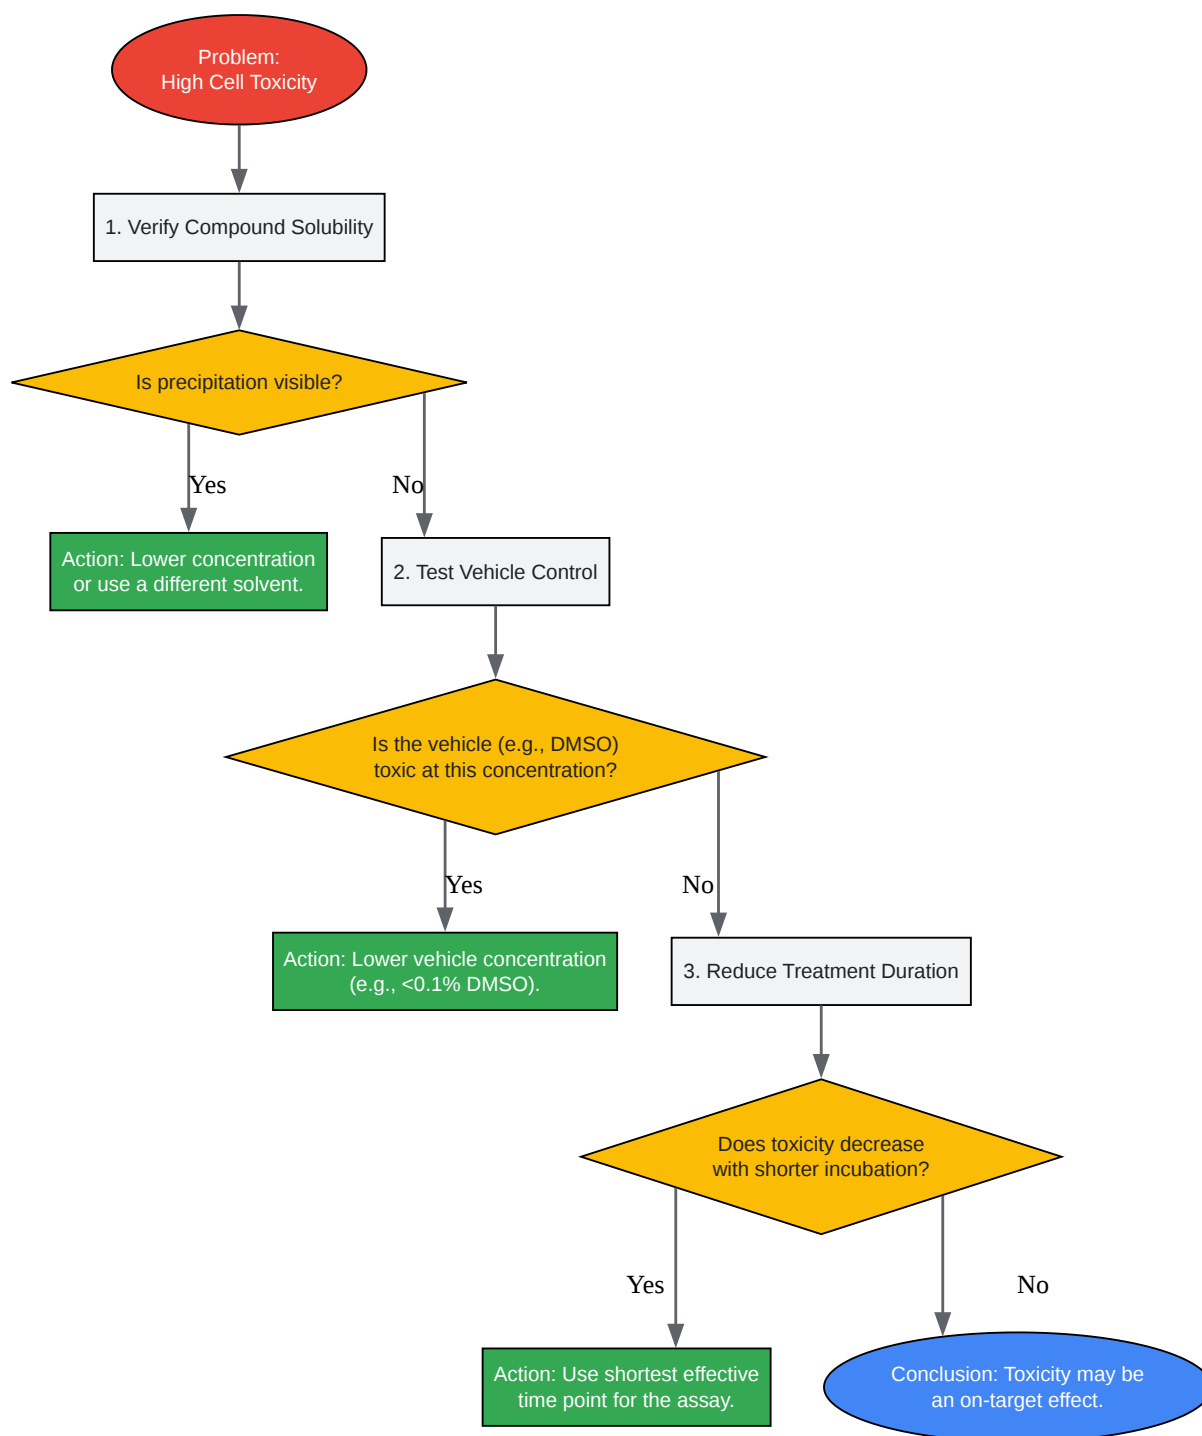 Problem:
High Cell Toxicity
1. Verify Compound Solubility
Is precipitation visible?
Yes
No
Action: Lower concentration
or use a different solvent.
2. Test Vehicle Control
Is the vehicle (e.g., DMSO)
toxic at this concentration?
Yes
No
Action: Lower vehicle concentration
(e.g., <0.1% DMSO).
3. Reduce Treatment Duration
Does toxicity decrease
with shorter incubation?
Yes
No
Action: Use shortest effective
time point for the assay.
Conclusion: Toxicity may be
an on-target effect.